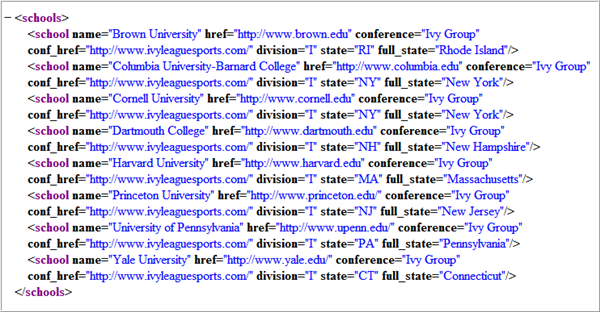 − <schools>
<school name="Brown University" href="http://www.brown.edu" conference="Ivy Group"
conf_href="http://www.ivyleaguesports.com/" division="I" state="RI" full_state="Rhode Island"/>
<school name="Columbia University-Barnard College" href="http://www.columbia.edu" conference="Ivy Group"
conf_href="http://www.ivyleaguesports.com/" division="I" state="NY" full_state="New York"/>
<school name="Cornell University" href="http://www.cornell.edu" conference="Ivy Group"
conf_href="http://www.ivyleaguesports.com/" division="I" state="NY" full_state="New York"/>
<school name="Dartmouth College" href="http://www.dartmouth.edu" conference="Ivy Group"
conf_href="http://www.ivyleaguesports.com/" division="I" state="NH" full_state="New Hampshire"/>
<school name="Harvard University" href="http://www.harvard.edu" conference="Ivy Group"
conf_href="http://www.ivyleaguesports.com/" division="I" state="MA" full_state="Massachusetts"/>
<school name="Princeton University" href="http://www.princeton.edu/" conference="Ivy Group"
conf_href="http://www.ivyleaguesports.com/" division="I" state="NJ" full_state="New Jersey"/>
<school name="University of Pennsylvania" href="http://www.upenn.edu/" conference="Ivy Group"
conf_href="http://www.ivyleaguesports.com/" division="I" state="PA" full_state="Pennsylvania"/>
<school name="Yale University" href="http://www.yale.edu/" conference="Ivy Group"
conf_href="http://www.ivyleaguesports.com/" division="I" state="CT" full_state="Connecticut"/>
</schools>